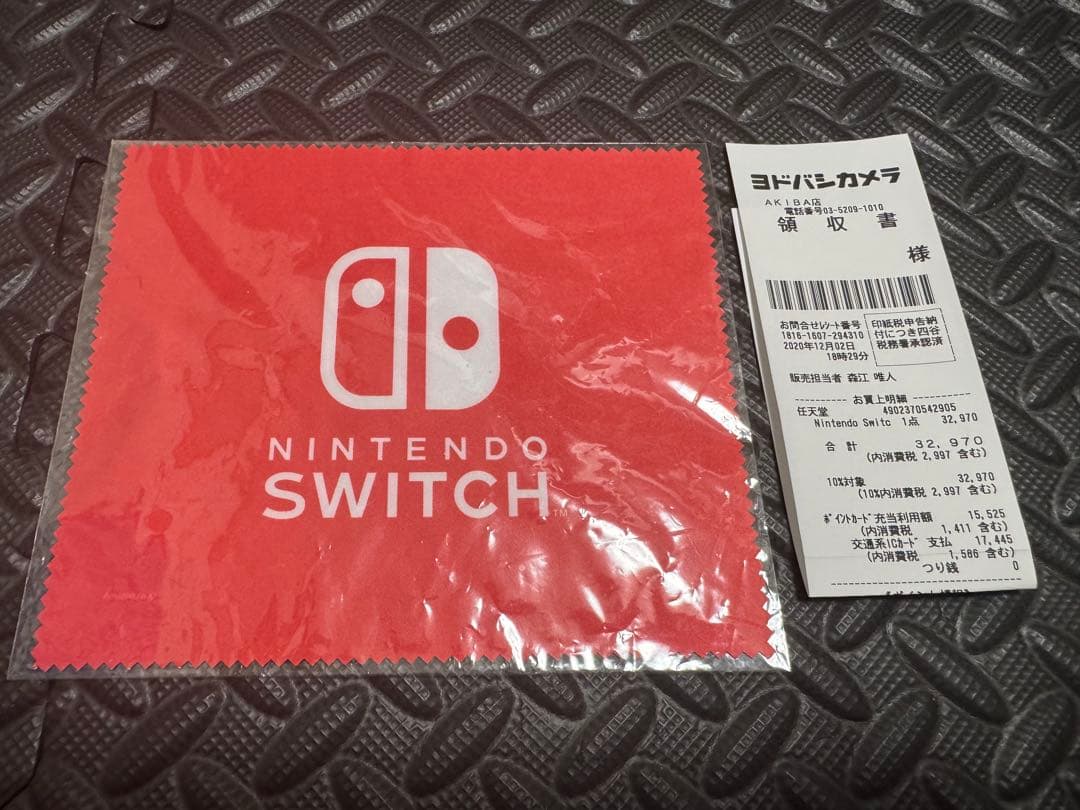 NINTENDO
SWITCH™
ヨドバシカメラ
AKIBA店
電話番号03-5209-1010
領収書
様
お問合せﾚｼｰﾄ番号
1816-1607-294310
2020年12月02日
18時29分
印紙税申告納
付につき四谷
税務署承認済
販売担当者 森江 唯人
お買上明細
任天堂 4902370542905
Nintendo Switc 1点 32,970
合計 32,970
(内消費税 2,997 含む)
10%対象 32,970
(10%内消費税 2,997 含む)
ﾎﾟｲﾝﾄｶｰﾄﾞ充当利用額 15,525
(内消費税 1,411 含む)
交通系ICｶｰﾄﾞ 支払 17,445
(内消費税 1,586 含む)
つり銭 0